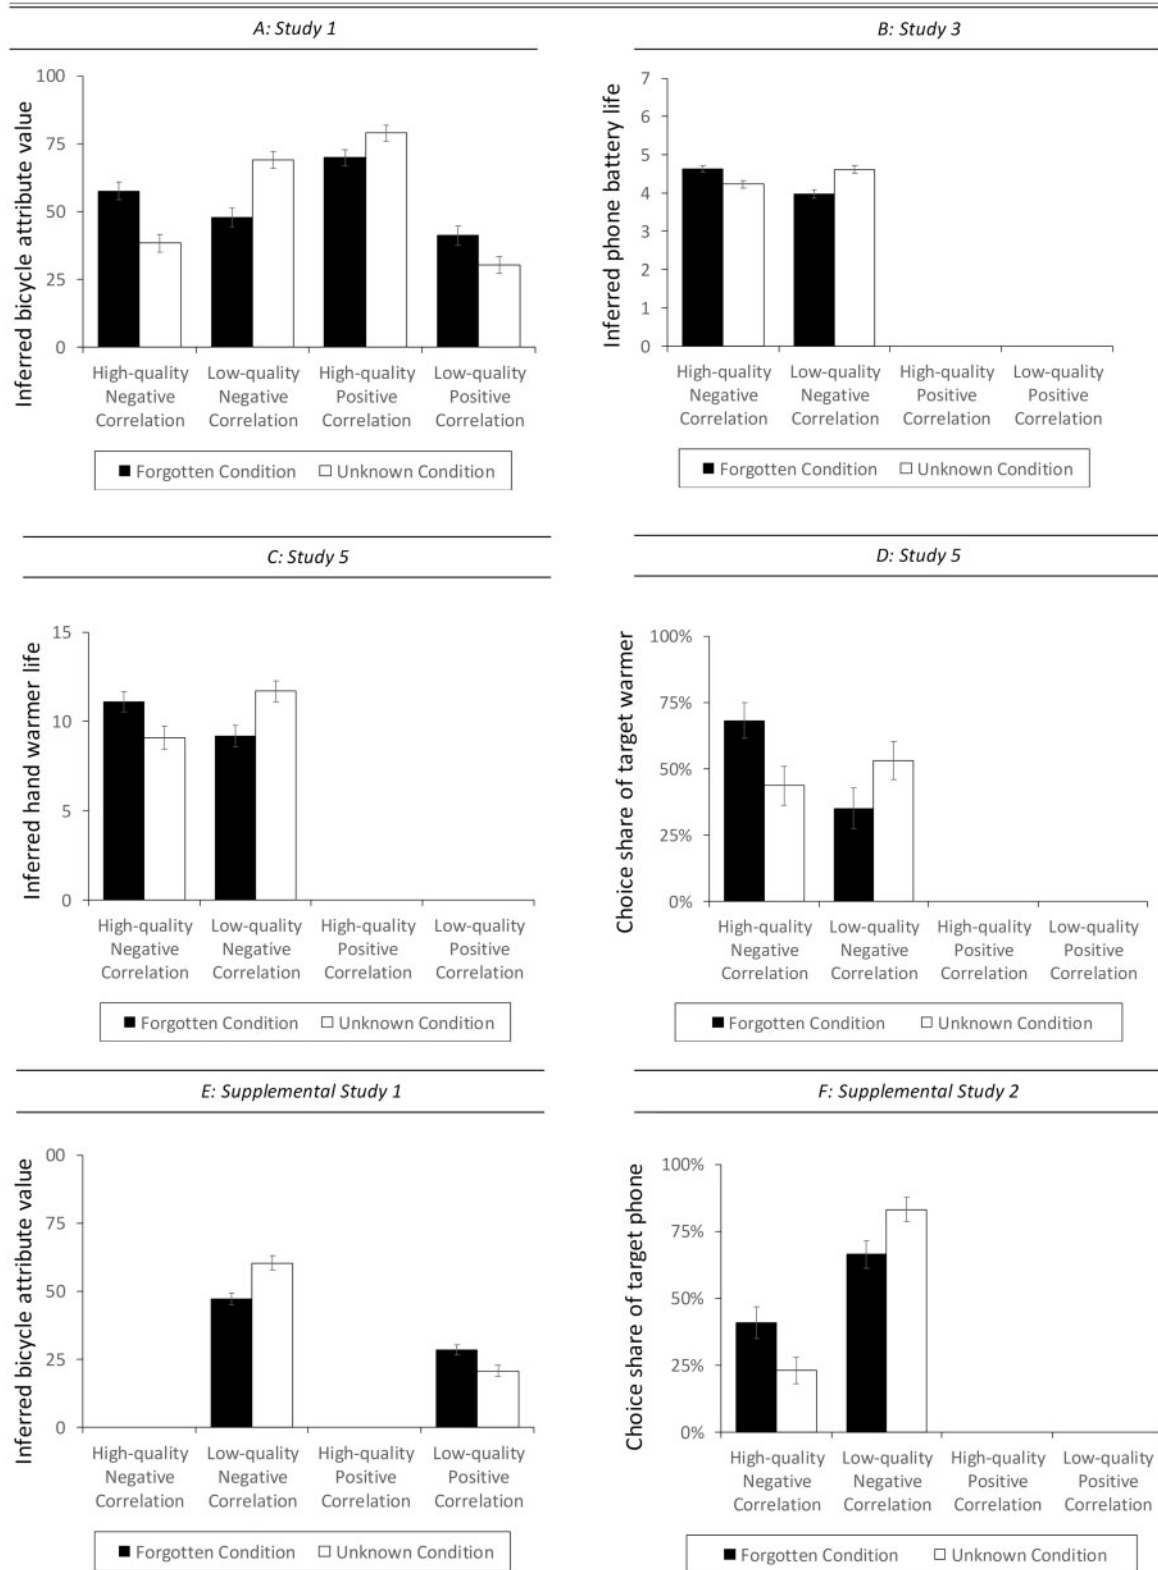 A: Study 1
Inferred bicycle attribute value
100
75
50
25
0
High-quality Low-quality High-quality Low-quality
Negative Negative Positive Positive
Correlation Correlation Correlation Correlation
Forgotten Condition Unknown Condition
B: Study 3
Inferred phone battery life
7
6
5
4
3
2
1
0
High-quality Low-quality High-quality Low-quality
Negative Negative Positive Positive
Correlation Correlation Correlation Correlation
Forgotten Condition Unknown Condition
C: Study 5
Inferred hand warmer life
15
10
5
0
High-quality Low-quality High-quality Low-quality
Negative Negative Positive Positive
Correlation Correlation Correlation Correlation
Forgotten Condition Unknown Condition
D: Study 5
Choice share of target warmer
100%
75%
50%
25%
0%
High-quality Low-quality High-quality Low-quality
Negative Negative Positive Positive
Correlation Correlation Correlation Correlation
Forgotten Condition Unknown Condition
E: Supplemental Study 1
Inferred bicycle attribute value
00
75
50
25
0
High-quality Low-quality High-quality Low-quality
Negative Negative Positive Positive
Correlation Correlation Correlation Correlation
Forgotten Condition Unknown Condition
F: Supplemental Study 2
Choice share of target phone
100%
75%
50%
25%
0%
High-quality Low-quality High-quality Low-quality
Negative Negative Positive Positive
Correlation Correlation Correlation Correlation
Forgotten Condition Unknown Condition